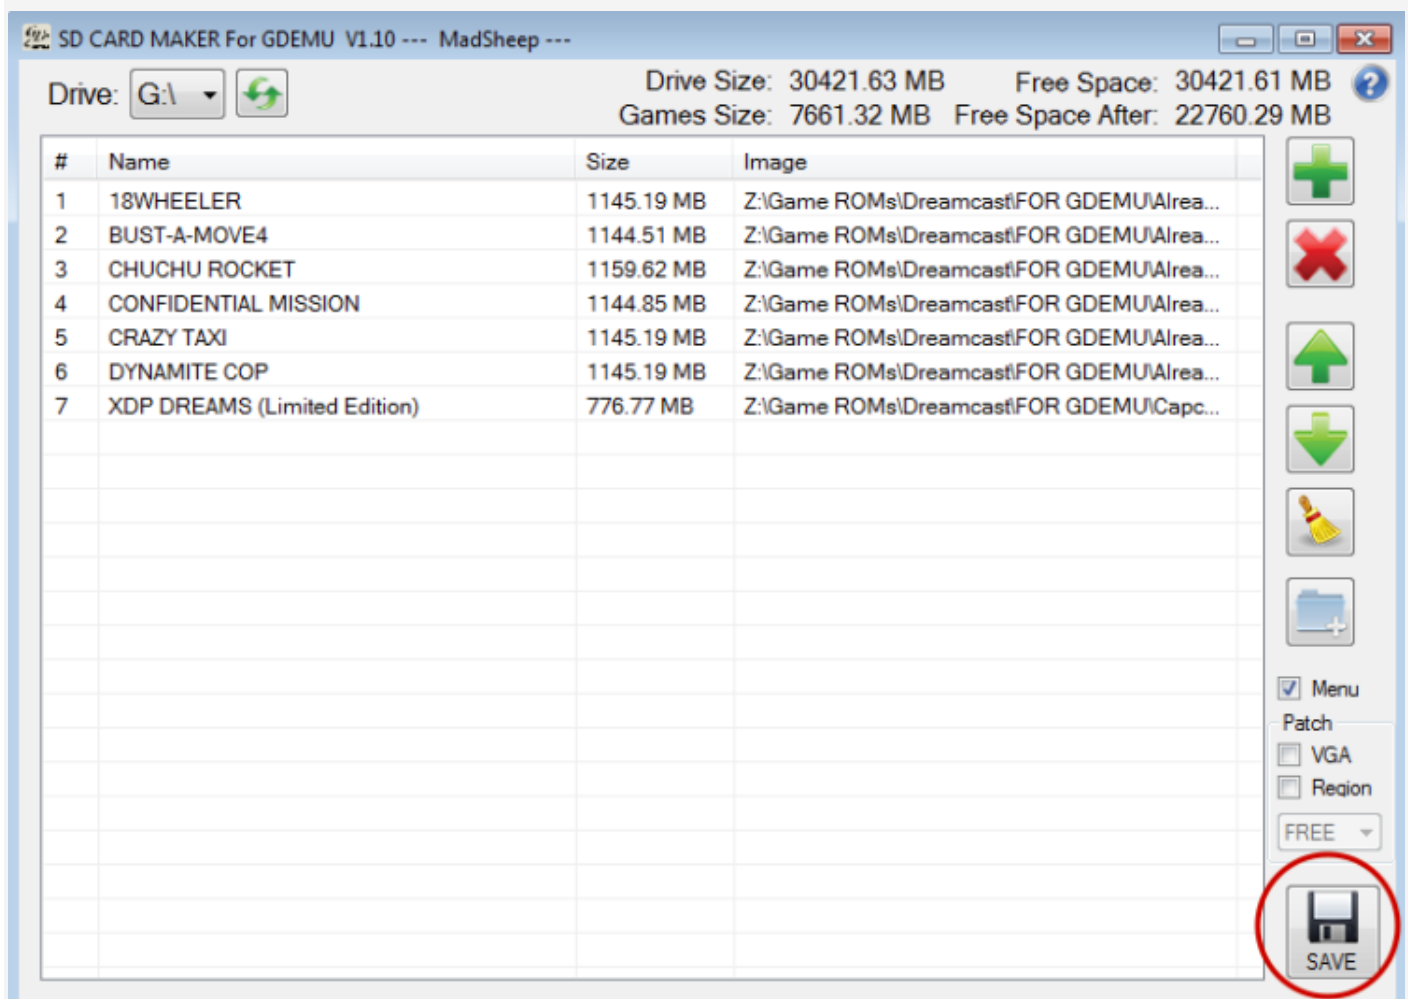 SD CARD MAKER For GDEMU V1.10 --- MadSheep ---
Drive: G:\ Drive Size: 30421.63 MB Free Space: 30421.61 MB
Games Size: 7661.32 MB Free Space After: 22760.29 MB
# Name Size Image
1 18WHEELER 1145.19 MB Z:\Game ROMs\Dreamcast\FOR GDEMU\Alrea...
2 BUST-A-MOVE4 1144.51 MB Z:\Game ROMs\Dreamcast\FOR GDEMU\Alrea...
3 CHUCHU ROCKET 1159.62 MB Z:\Game ROMs\Dreamcast\FOR GDEMU\Alrea...
4 CONFIDENTIAL MISSION 1144.85 MB Z:\Game ROMs\Dreamcast\FOR GDEMU\Alrea...
5 CRAZY TAXI 1145.19 MB Z:\Game ROMs\Dreamcast\FOR GDEMU\Alrea...
6 DYNAMITE COP 1145.19 MB Z:\Game ROMs\Dreamcast\FOR GDEMU\Alrea...
7 XDP DREAMS (Limited Edition) 776.77 MB Z:\Game ROMs\Dreamcast\FOR GDEMU\Capc...
Menu
Patch
VGA
Region
FREE
SAVE